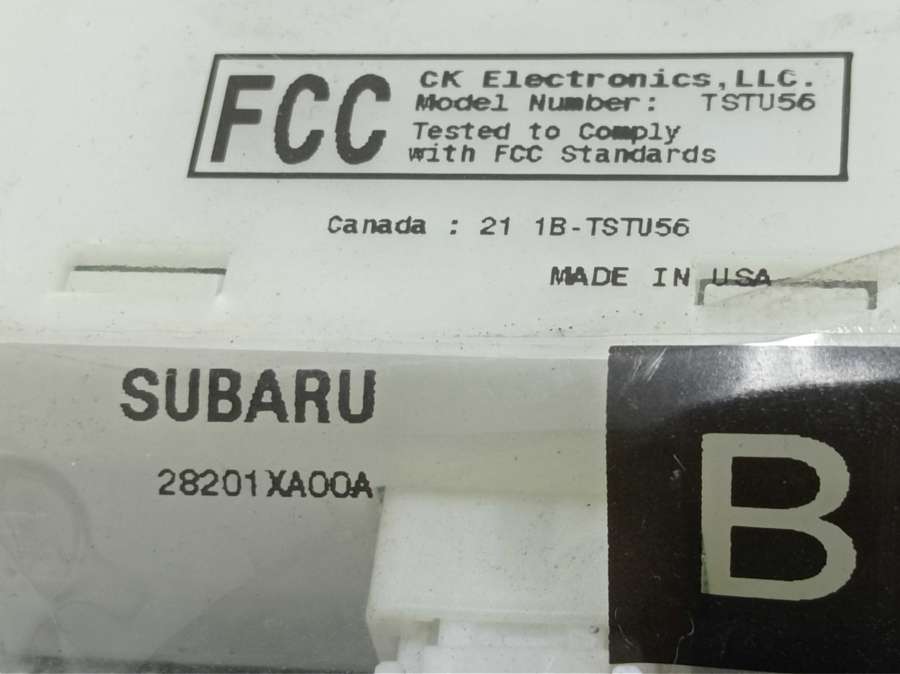 FCC
CK Electronics, LLC.
Model Number: TSTU56
Tested to Comply
with FCC Standards
Canada : 21 1B-TSTU56
MADE IN USA
SUBARU
28201XA00A
B